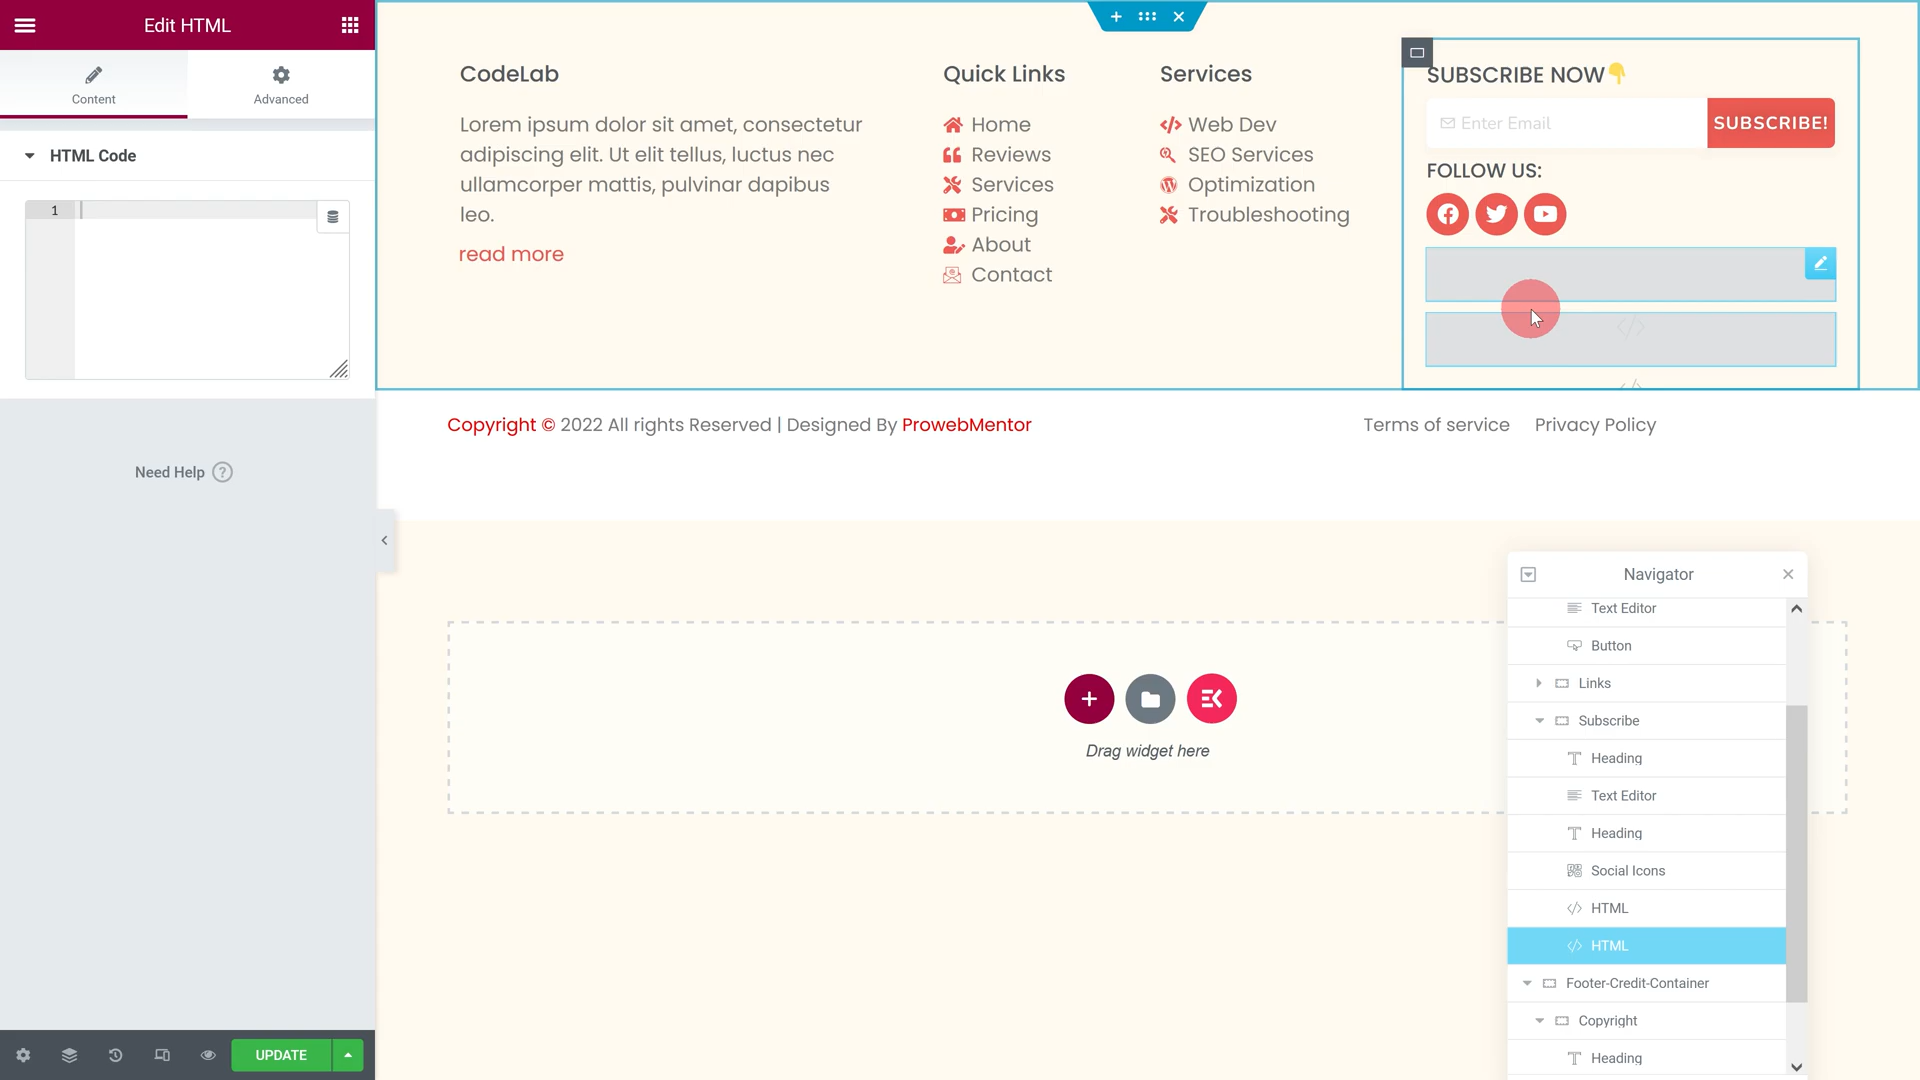 Edit HTML
Content
Advanced
HTML Code
1
Need Help ?
UPDATE
CodeLab
Lorem ipsum dolor sit amet, consectetur
adipiscing elit. Ut elit tellus, luctus nec
ullamcorper mattis, pulvinar dapibus
leo.
read more
Quick Links
Home
Reviews
Services
Pricing
About
Contact
Services
Web Dev
SEO Services
Optimization
Troubleshooting
SUBSCRIBE NOW👇
Enter Email
SUBSCRIBE!
FOLLOW US:
Copyright © 2022 All rights Reserved | Designed By ProwebMentor
Terms of service
Privacy Policy
Drag widget here
Navigator
Text Editor
Button
Links
Subscribe
Heading
Text Editor
Heading
Social Icons
HTML
HTML
Footer-Credit-Container
Copyright
Heading